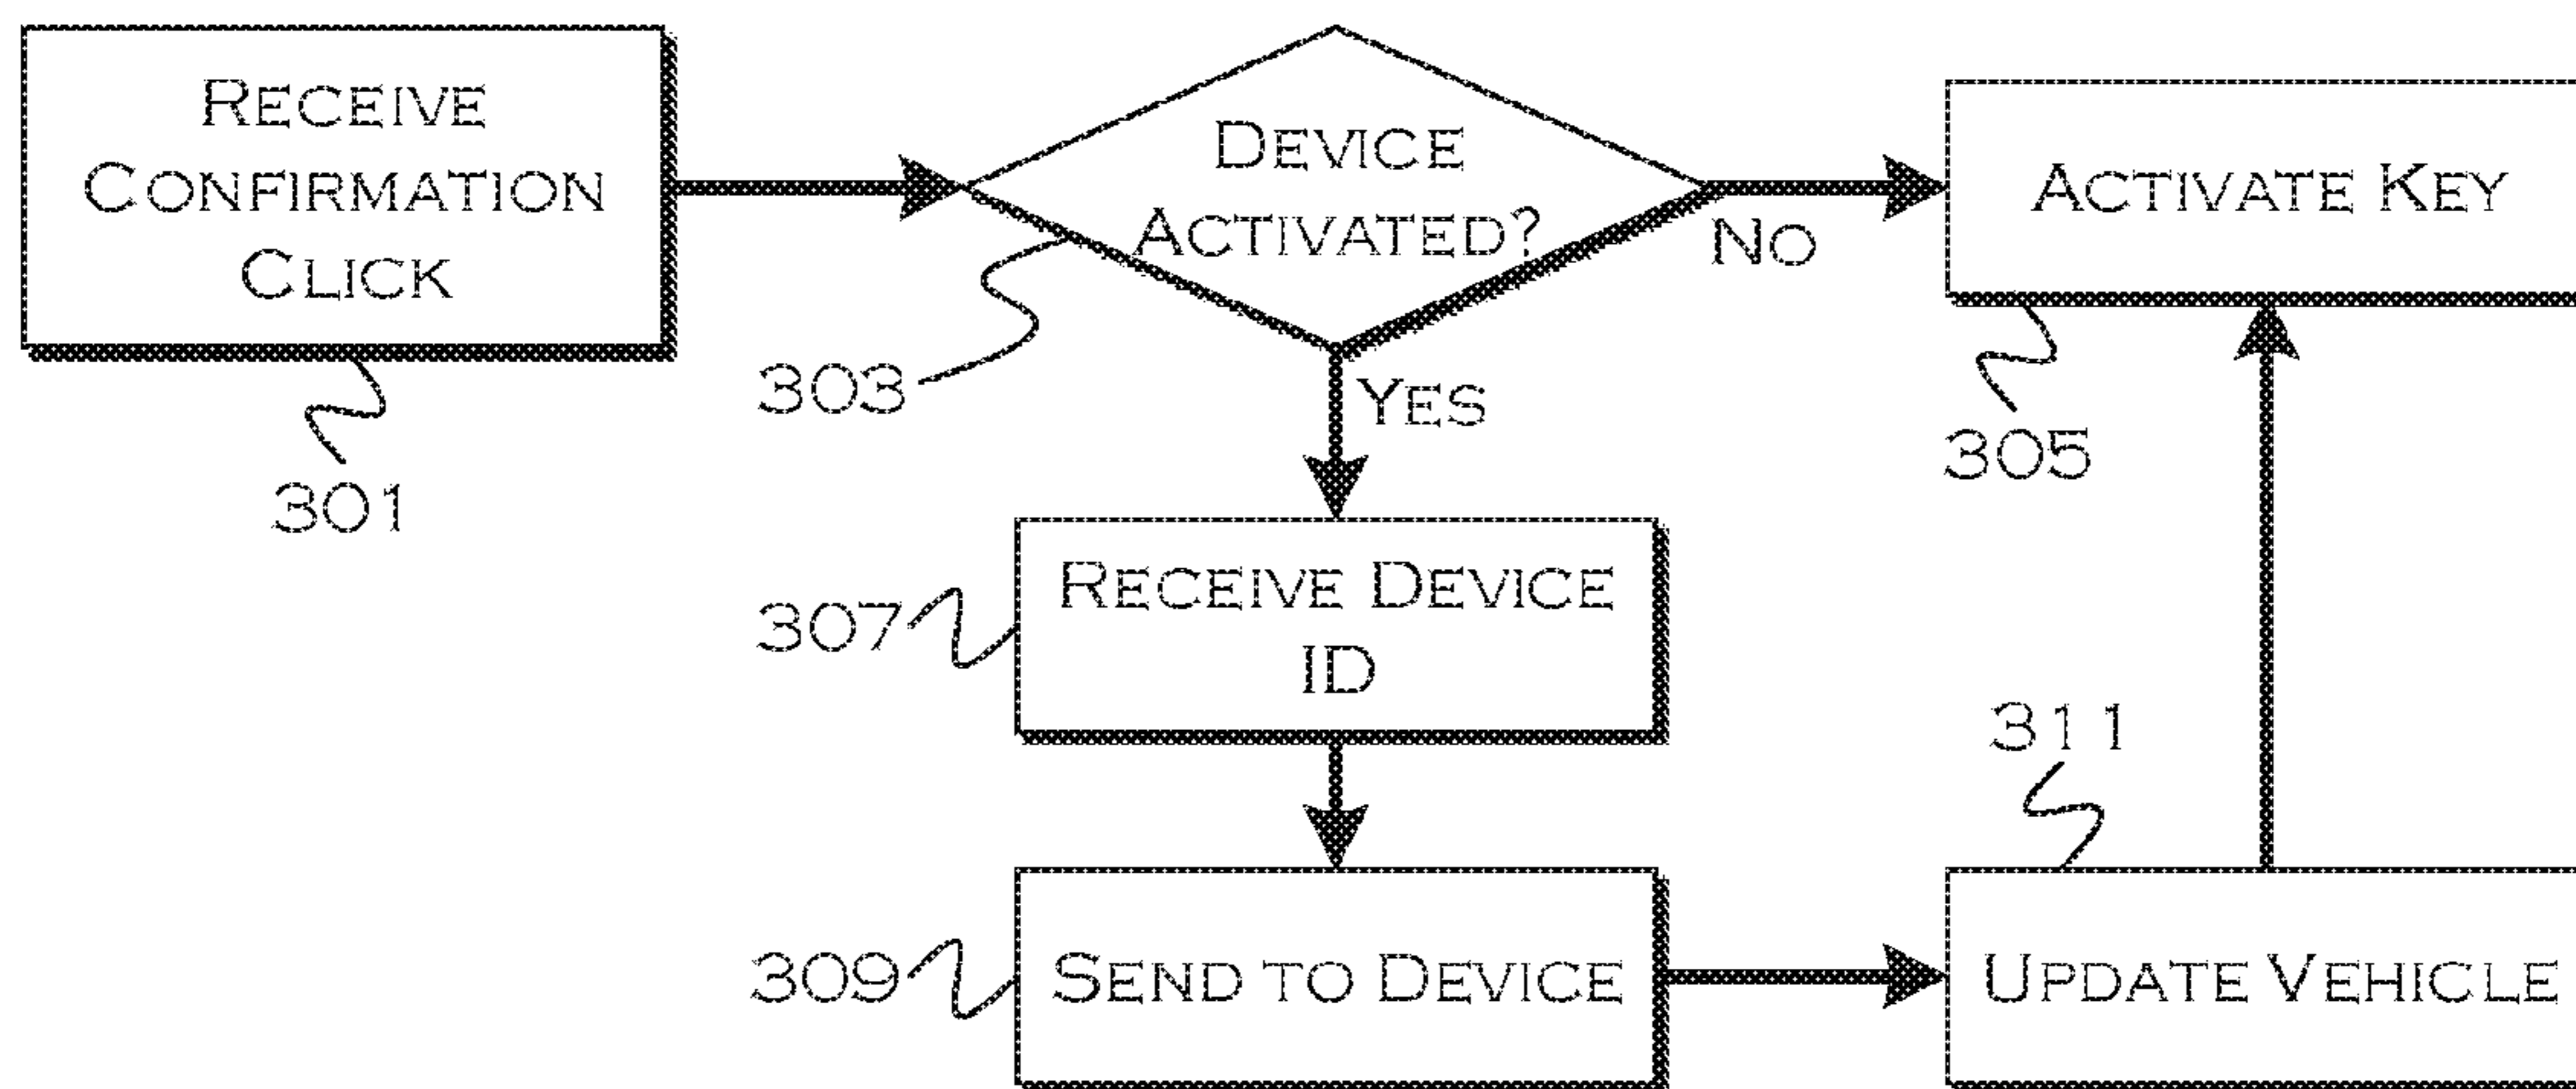 RECEIVE
CONFIRMATION
CLICK
301
DEVICE
ACTIVATED?
303
NO
YES
ACTIVATE KEY
305
RECEIVE DEVICE
ID
307
SEND TO DEVICE
309
311
UPDATE VEHICLE